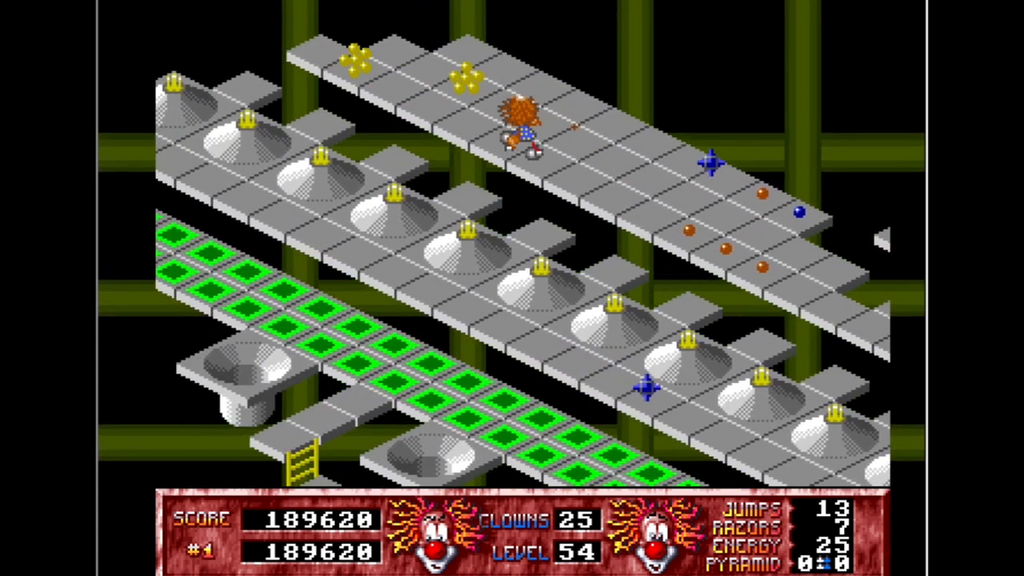 SCORE 189620 CLOWNS 25 JUMPS 13
RAZORS 7
#1 189620 LEVEL 54 ENERGY 25
PYRAMID 0 0